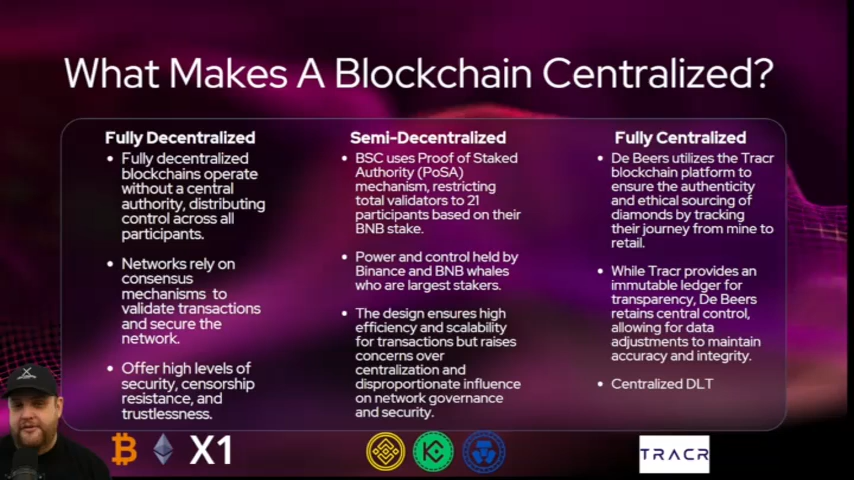 What Makes A Blockchain Centralized?
Fully Decentralized
• Fully decentralized
blockchains operate
without a central
authority, distributing
control across all
participants.
• Networks rely on
consensus
mechanisms to
validate transactions
and secure the
network.
• Offer high levels of
security, censorship
resistance, and
trustlessness.
Semi-Decentralized
• BSC uses Proof of Staked
Authority (PoSA)
mechanism, restricting
total validators to 21
participants based on their
BNB stake.
• Power and control held by
Binance and BNB whales
who are largest stakers.
• The design ensures high
efficiency and scalability
for transactions but raises
concerns over
centralization and
disproportionate influence
on network governance
and security.
Fully Centralized
• De Beers utilizes the Tracr
blockchain platform to
ensure the authenticity
and ethical sourcing of
diamonds by tracking
their journey from mine to
retail.
• While Tracr provides an
immutable ledger for
transparency, De Beers
retains central control,
allowing for data
adjustments to maintain
accuracy and integrity.
• Centralized DLT
X1
TRACR